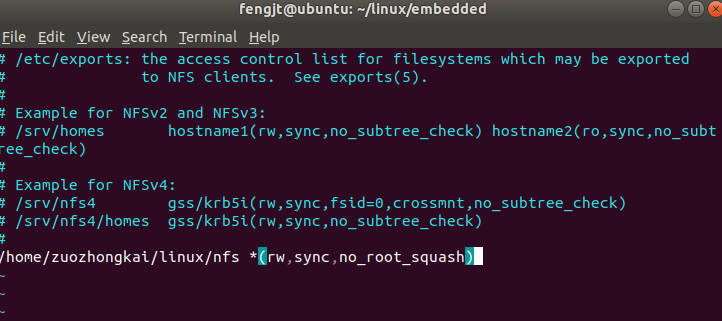 fengjt@ubuntu: ~/linux/embedded
File Edit View Search Terminal Help
# /etc/exports: the access control list for filesystems which may be exported
#               to NFS clients.  See exports(5).
#
# Example for NFSv2 and NFSv3:
# /srv/homes       hostname1(rw,sync,no_subtree_check) hostname2(ro,sync,no_subt
ree_check)
#
# Example for NFSv4:
# /srv/nfs4        gss/krb5i(rw,sync,fsid=0,crossmnt,no_subtree_check)
# /srv/nfs4/homes  gss/krb5i(rw,sync,no_subtree_check)
#
/home/zuozhongkai/linux/nfs *(rw,sync,no_root_squash)
~
~
~